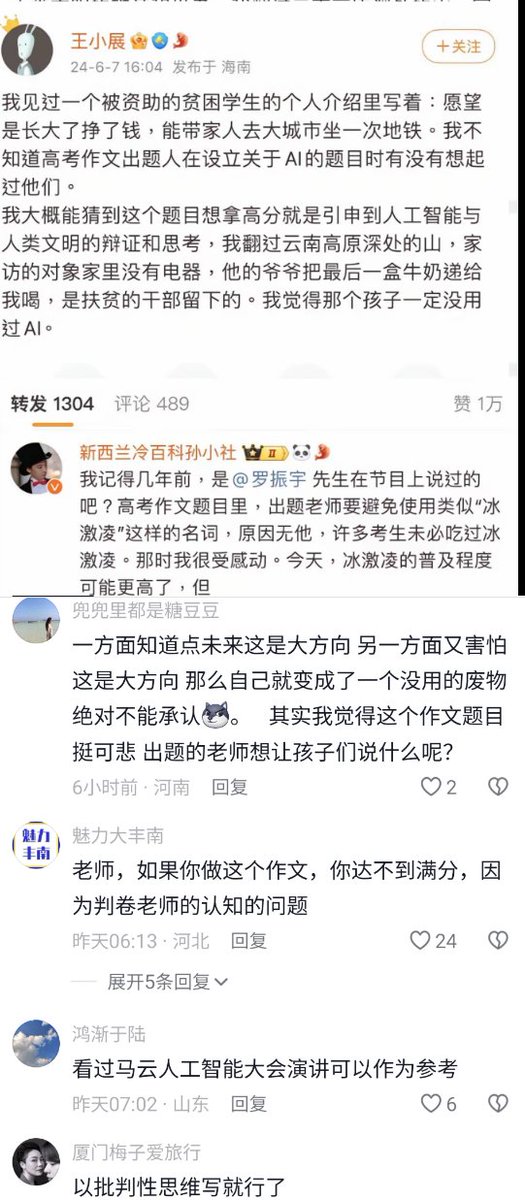 王小展
+关注
24-6-7 16:04 发布于 海南
我见过一个被资助的贫困学生的个人介绍里写着：愿望
是长大了挣了钱，能带家人去大城市坐一次地铁。我不
知道高考作文出题人在设立关于AI的题目时有没有想起
过他们。
我大概能猜到这个题目想拿高分就是引申到人工智能与
人类文明的辩证和思考，我翻过云南高原深处的山，家
访的对象家里没有电器，他的爷爷把最后一盒牛奶递给
我喝，是扶贫的干部留下的。我觉得那个孩子一定没用
过AI。
转发 1304 评论 489 赞 1万
新西兰冷百科孙小社 II
我记得几年前，是@罗振宇 先生在节目上说过的
吧？高考作文题目里，出题老师要避免使用类似“冰
激凌”这样的名词，原因无他，许多考生未必吃过冰
激凌。那时我很受感动。今天，冰激凌的普及程度
可能更高了，但
兜兜里都是糖豆豆
一方面知道点未来这是大方向 另一方面又害怕
这是大方向 那么自己就变成了一个没用的废物
绝对不能承认。 其实我觉得这个作文题目
挺可悲 出题的老师想让孩子们说什么呢？
6小时前·河南 回复 2
魅力
丰南
魅力大丰南
老师，如果你做这个作文，你达不到满分，因
为判卷老师的认知的问题
昨天06:13·河北 回复 24
展开5条回复
鸿渐于陆
看过马云人工智能大会演讲可以作为参考
昨天07:02·山东 回复 6
厦门梅子爱旅行
以批判性思维写就行了